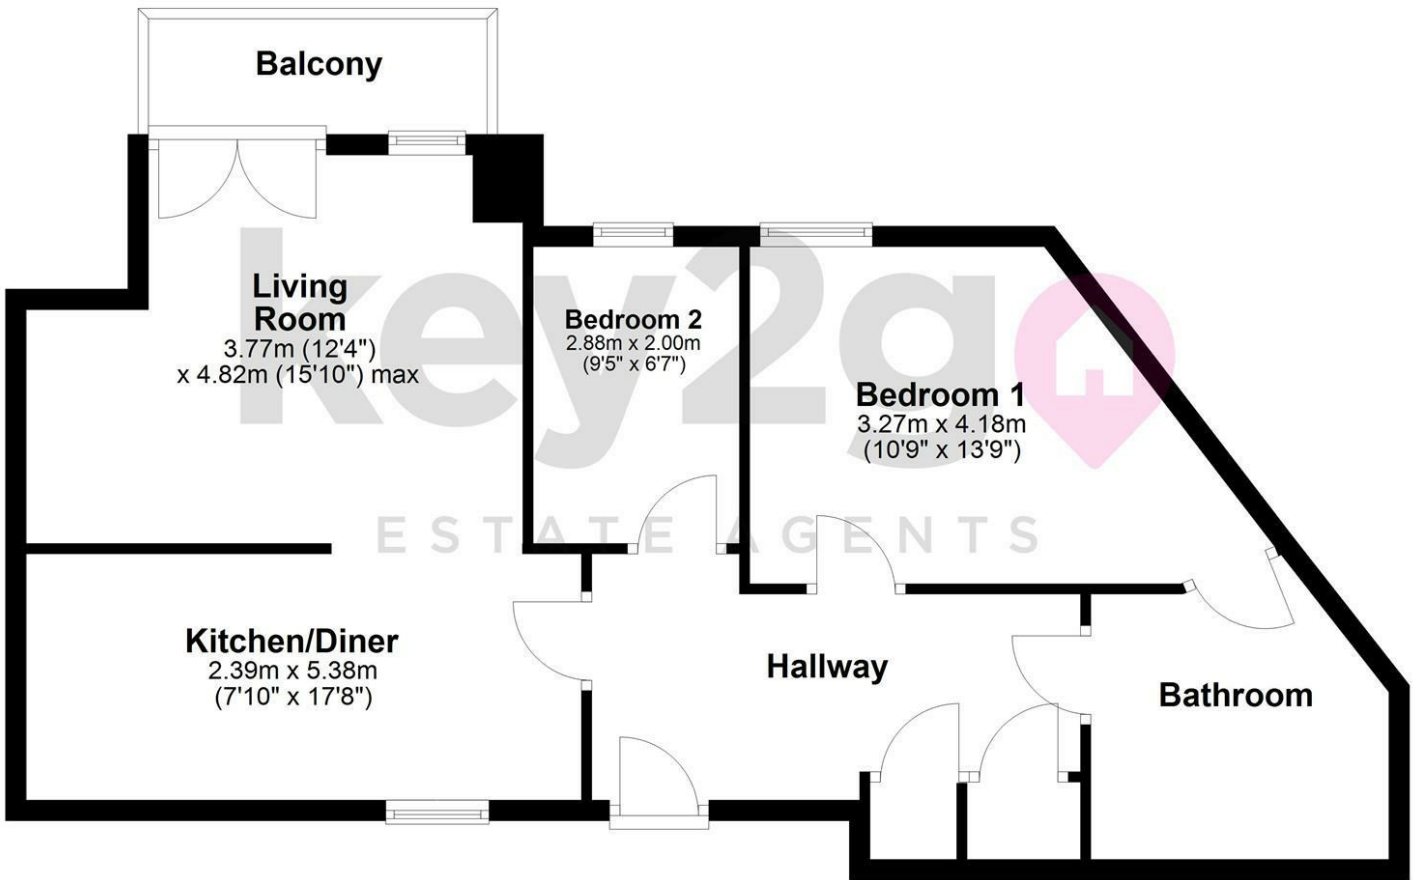 Balcony
Living
Room
3.77m (12'4")
x 4.82m (15'10") max
Bedroom 2
2.88m x 2.00m
(9'5" x 6'7")
Bedroom 1
3.27m x 4.18m
(10'9" x 13'9")
key2go
ESTATE AGENTS
Kitchen/Diner
2.39m x 5.38m
(7'10" x 17'8")
Hallway
Bathroom